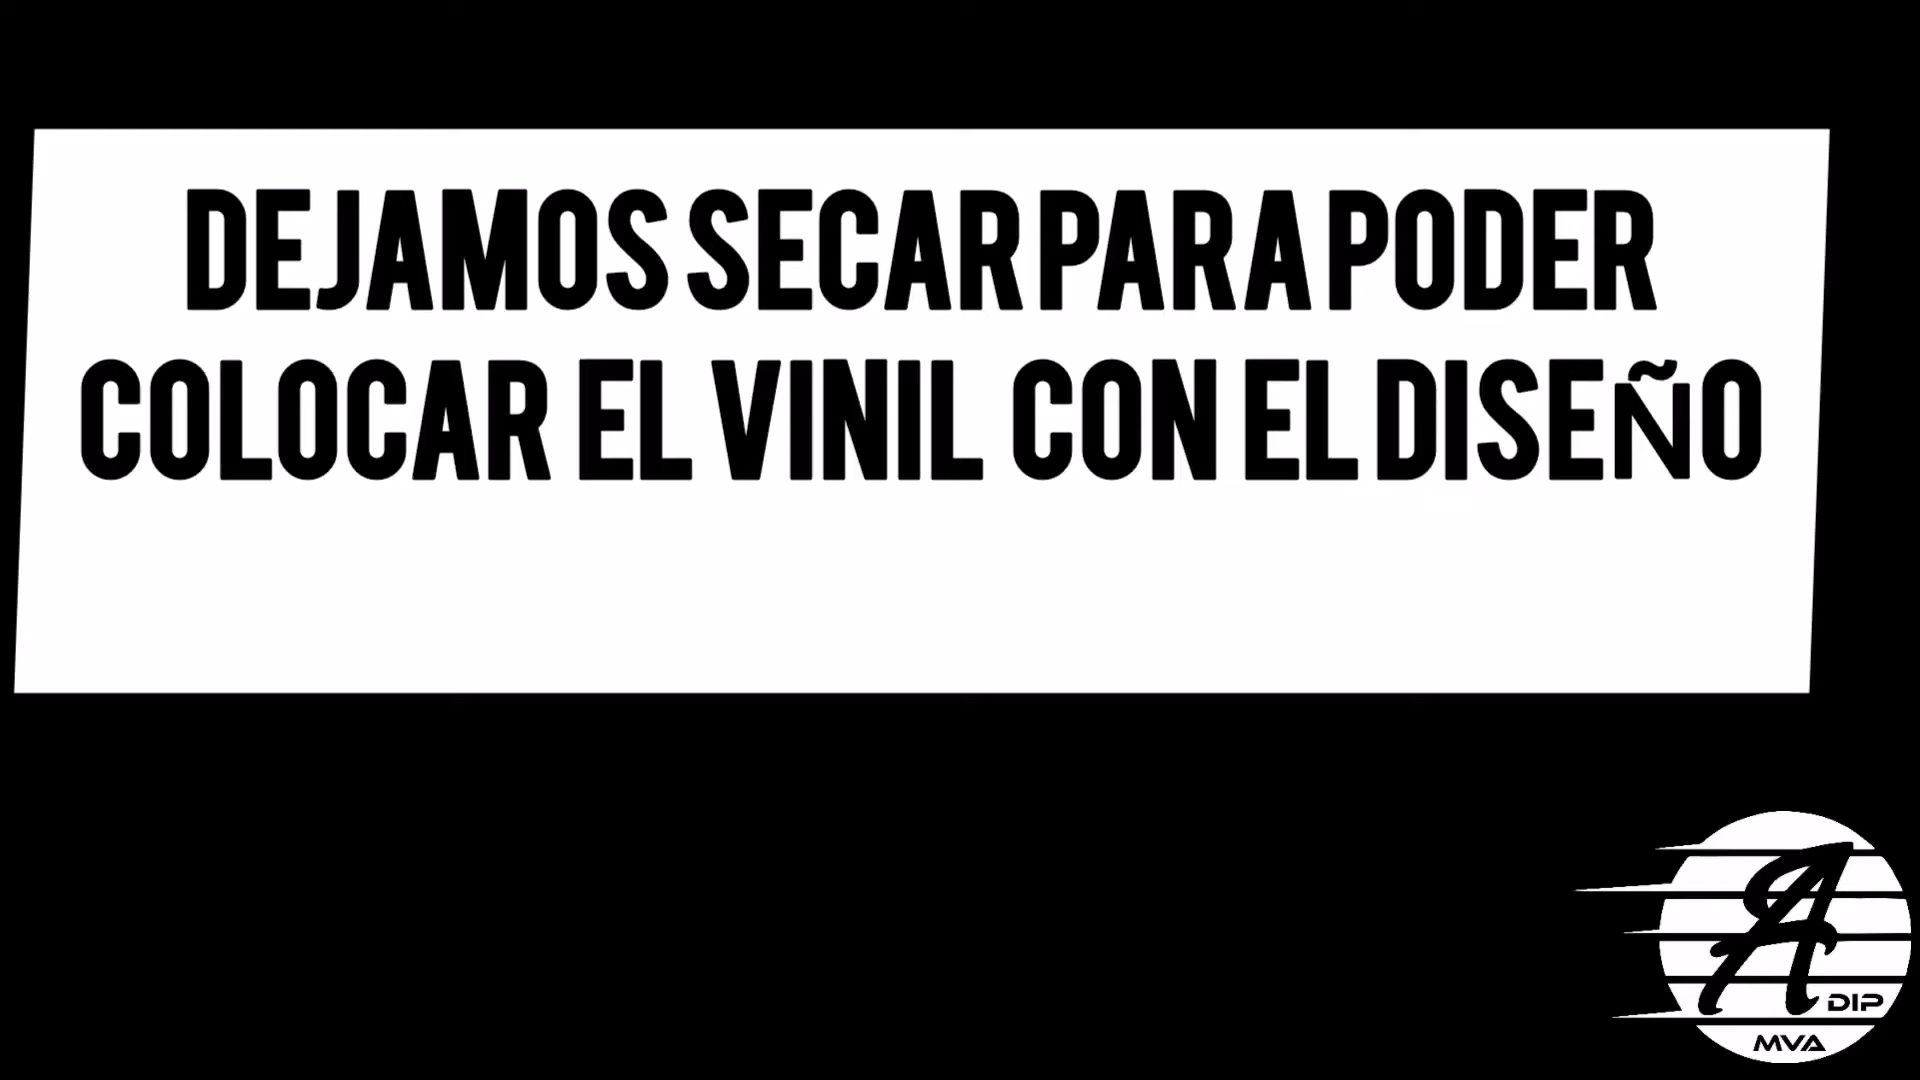 DEJAMOS SECAR PARA PODER
COLOCAR EL VINIL CON EL DISEÑO
A
DIP
MVA